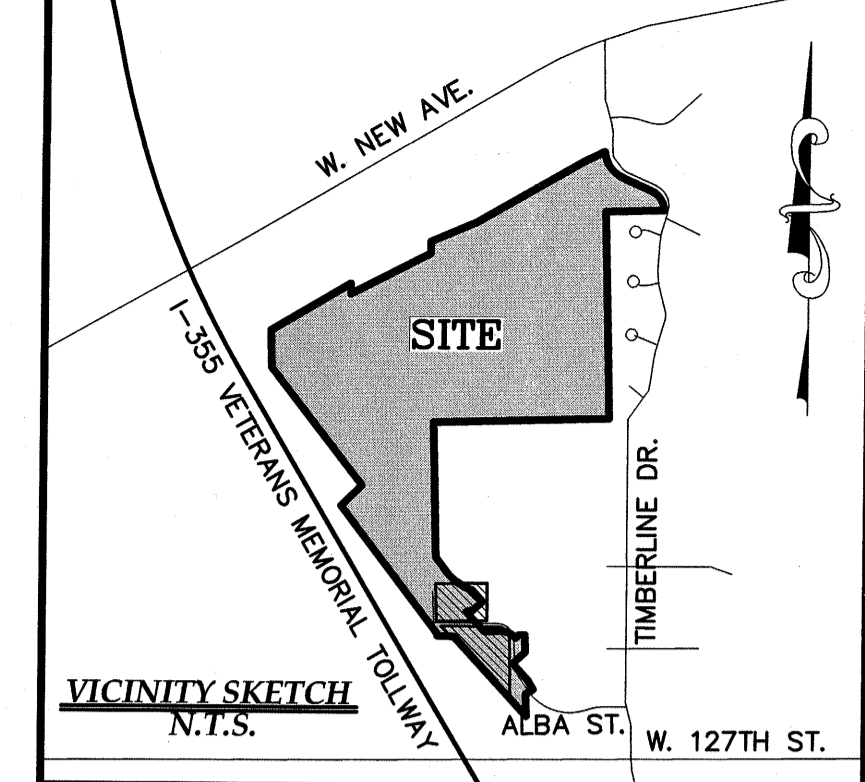 W. NEW AVE.
SITE
I-355 VETERANS MEMORIAL TOLLWAY
TIMBERLINE DR.
VICINITY SKETCH
N.T.S.
ALBA ST.
W. 127TH ST.